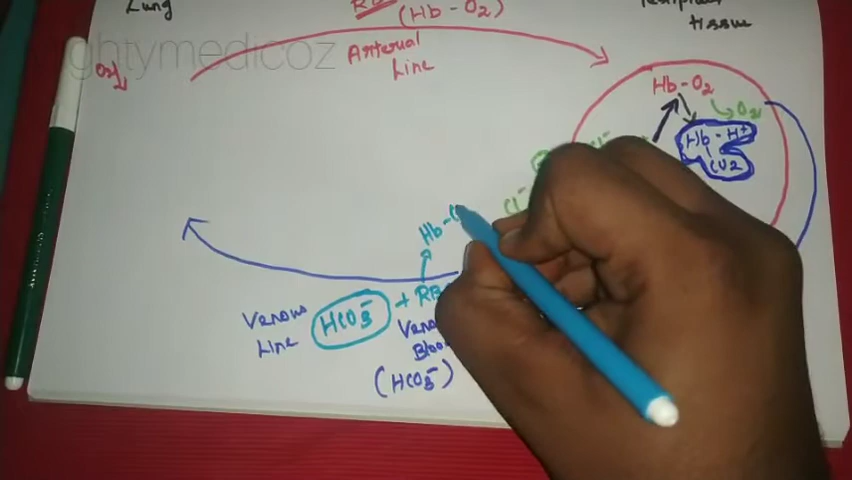 Lung
(Hb-O2)
tissue
ghtymedicoz
Arterial
Line
O2
Hb-O2
O2
Hb-H+
CO2
Cl-
Hb-
HCO3- + RB
Venous
Line
Blood
(HCO3-)